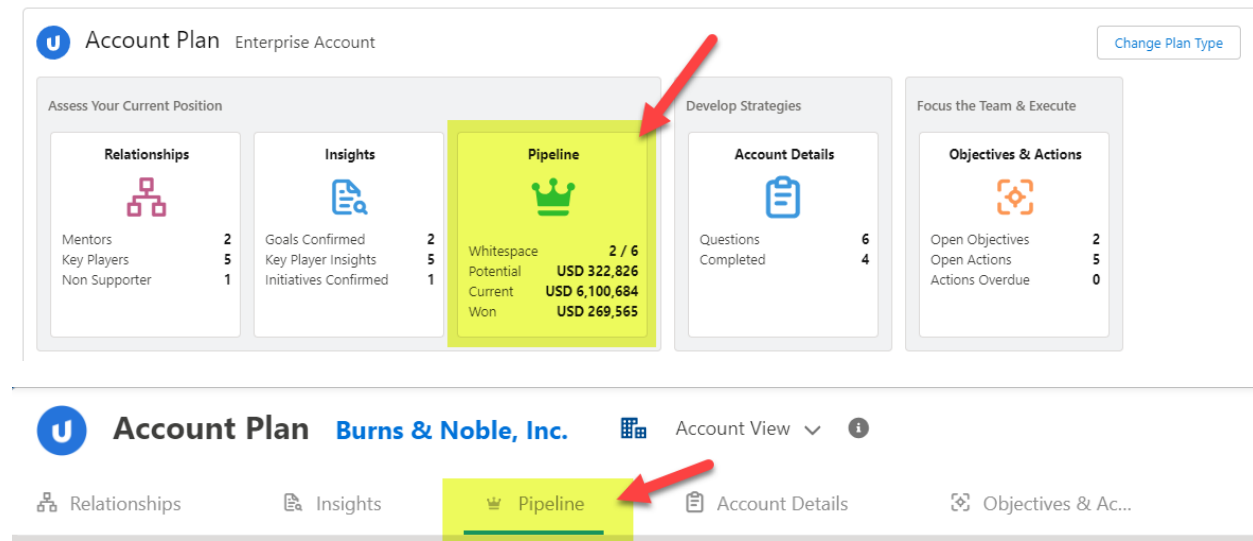 Account Plan Enterprise Account
Change Plan Type
Assess Your Current Position
Relationships
Mentors 2
Key Players 5
Non Supporter 1
Insights
Goals Confirmed 2
Key Player Insights 5
Initiatives Confirmed 1
Pipeline
Whitespace 2 / 6
Potential USD 322,826
Current USD 6,100,684
Won USD 269,565
Develop Strategies
Account Details
Questions 6
Completed 4
Focus the Team & Execute
Objectives & Actions
Open Objectives 2
Open Actions 5
Actions Overdue 0
Account Plan Burns & Noble, Inc. Account View
Relationships Insights Pipeline Account Details Objectives & Ac...